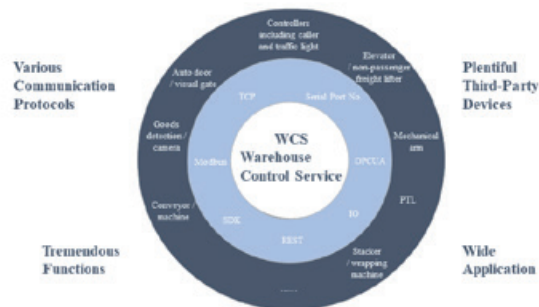 Controllers
including caller
and traffic light
Elevator
/ non-passenger
freight lifter
Various
Communication
Protocols
Plentiful
Third-Party
Devices
Auto door
/ visual gate
TCP
Serial Port No.
Goods
detection /
camera
WCS
Warehouse
Control Service
Mechanical
arm
Modbus
OPCUA
Conveyor /
machine
SDK
IO
PTL
REST
Stacker
/ wrapping
machine
Tremendous
Functions
Wide
Application
......